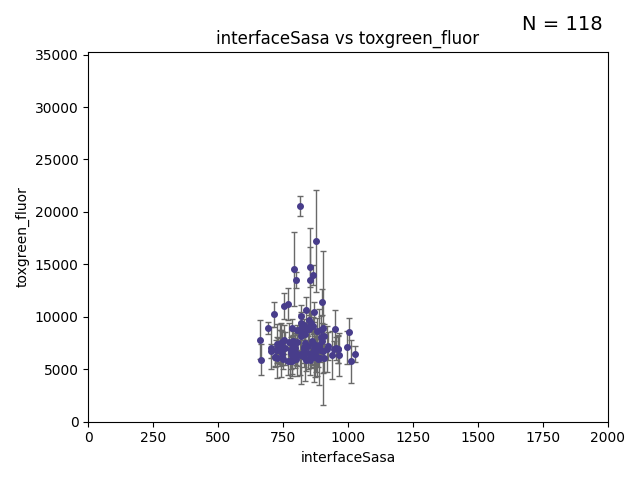 N = 118
interfaceSasa vs toxgreen_fluor
35000
30000
25000
20000
15000
10000
5000
0
toxgreen_fluor
0 250 500 750 1000 1250 1500 1750 2000
interfaceSasa